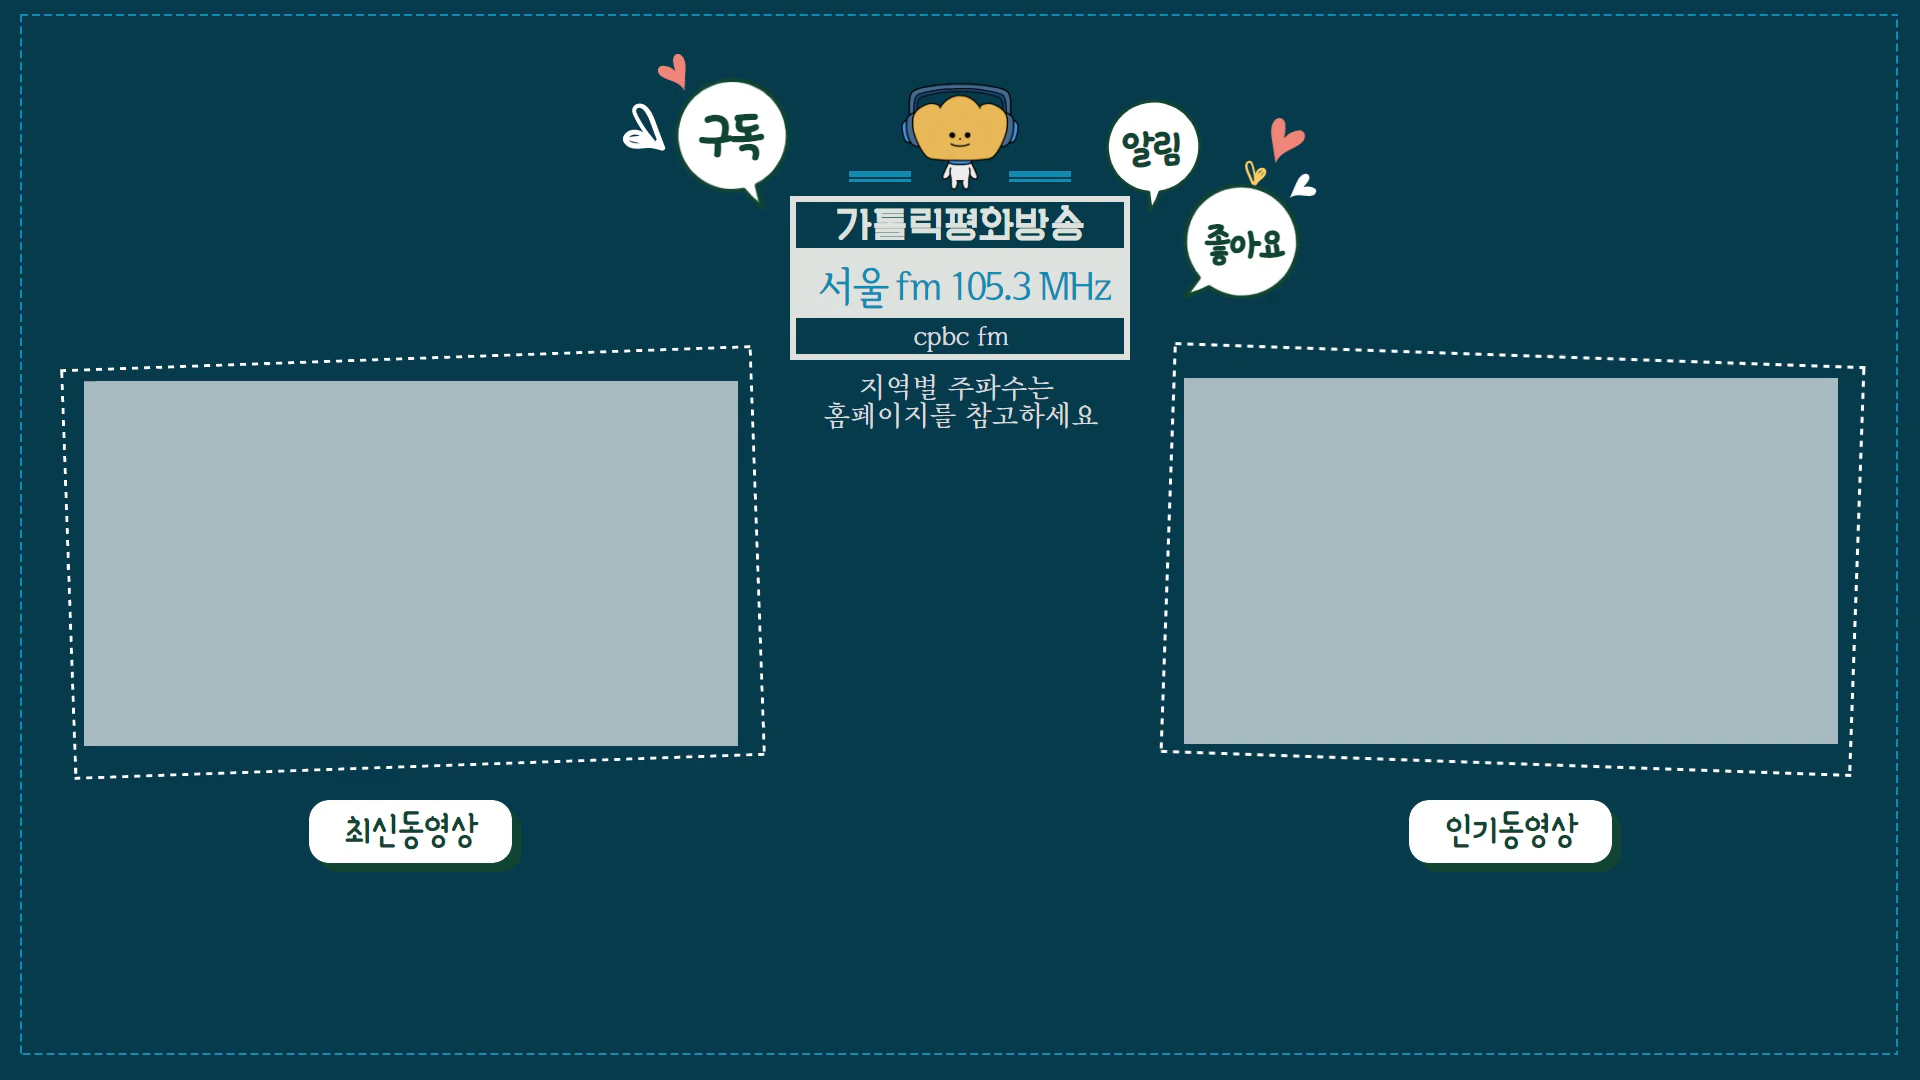 구독
알림
좋아요
가톨릭평화방송
서울 fm 105.3 MHz
cpbc fm
지역별 주파수는
홈페이지를 참고하세요
최신동영상
인기동영상